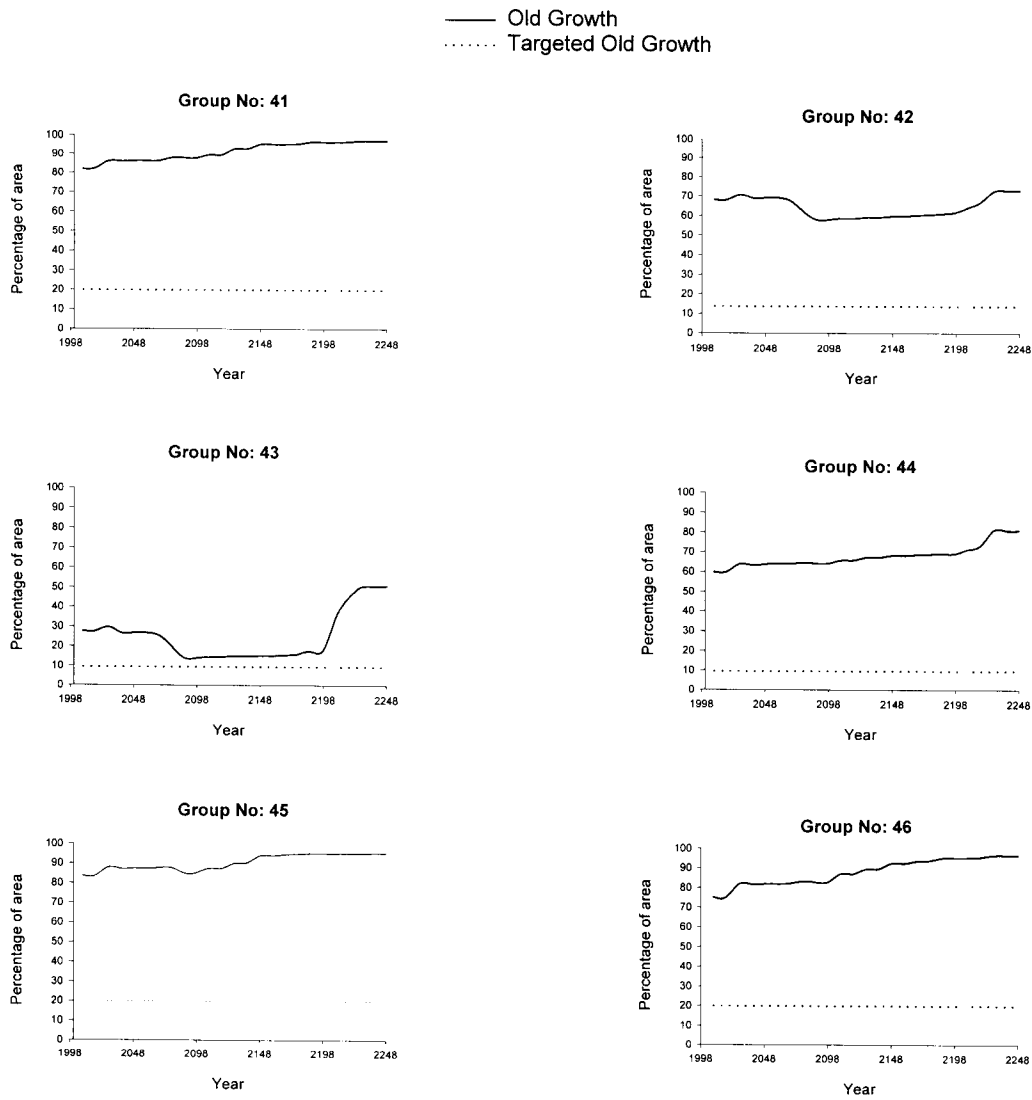 Old Growth
Targeted Old Growth
Group No: 41
Percentage of area
100
90
80
70
60
50
40
30
20
10
0
1998 2048 2098 2148 2198 2248
Year
Group No: 42
Percentage of area
100
90
80
70
60
50
40
30
20
10
0
1998 2048 2098 2148 2198 2248
Year
Group No: 43
Percentage of area
100
90
80
70
60
50
40
30
20
10
0
1998 2048 2098 2148 2198 2248
Year
Group No: 44
Percentage of area
100
90
80
70
60
50
40
30
20
10
0
1998 2048 2098 2148 2198 2248
Year
Group No: 45
Percentage of area
100
90
80
70
60
50
40
30
20
10
0
1998 2048 2098 2148 2198 2248
Year
Group No: 46
Percentage of area
100
90
80
70
60
50
40
30
20
10
0
1998 2048 2098 2148 2198 2248
Year